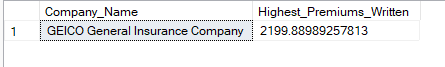 Company_Name Highest_Premiums_Written
1 GEICO General Insurance Company 2199.88989257813